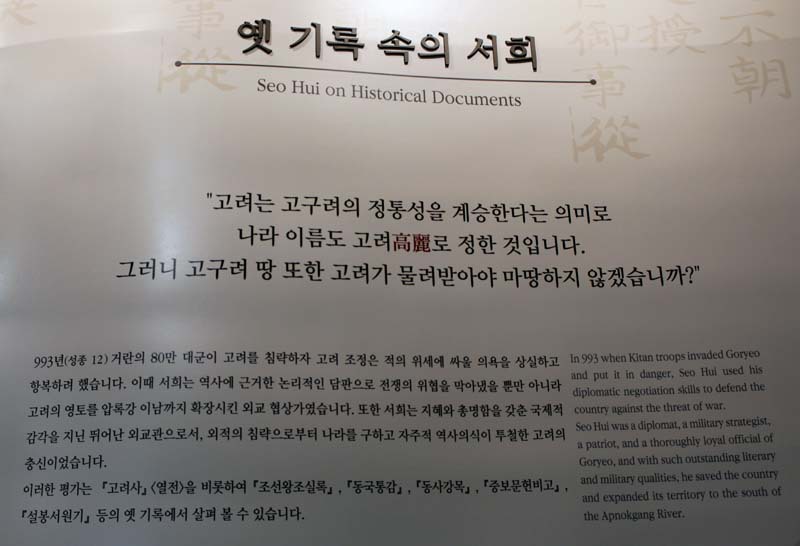 옛 기록 속의 서희
Seo Hui on Historical Documents
"고려는 고구려의 정통성을 계승한다는 의미로
나라 이름도 고려高麗로 정한 것입니다.
그러니 고구려 땅 또한 고려가 물려받아야 마땅하지 않겠습니까?"
993년(성종 12) 거란의 80만 대군이 고려를 침략하자 고려 조정은 적의 위세에 싸울 의욕을 상실하고
항복하려 했습니다. 이때 서희는 역사에 근거한 논리적인 담판으로 전쟁의 위협을 막아냈을 뿐만 아니라
고려의 영토를 압록강 이남까지 확장시킨 외교 협상가였습니다. 또한 서희는 지혜와 총명함을 갖춘 국제적
감각을 지닌 뛰어난 외교관으로서, 외적의 침략으로부터 나라를 구하고 자주적 역사의식이 투철한 고려의
충신이었습니다.
이러한 평가는 『고려사』〈열전〉을 비롯하여 『조선왕조실록』, 『동국통감』, 『동사강목』, 『증보문헌비고』,
『설봉서원기』 등의 옛 기록에서 살펴 볼 수 있습니다.
In 993 when Kitan troops invaded Goryeo
and put it in danger, Seo Hui used his
diplomatic negotiation skills to defend the
country against the threat of war.
Seo Hui was a diplomat, a military strategist,
a patriot, and a thoroughly loyal official of
Goryeo, and with such outstanding literary
and military qualities, he saved the country
and expanded its territory to the south of
the Apnokgang River.
事從
御事從
授
不朝